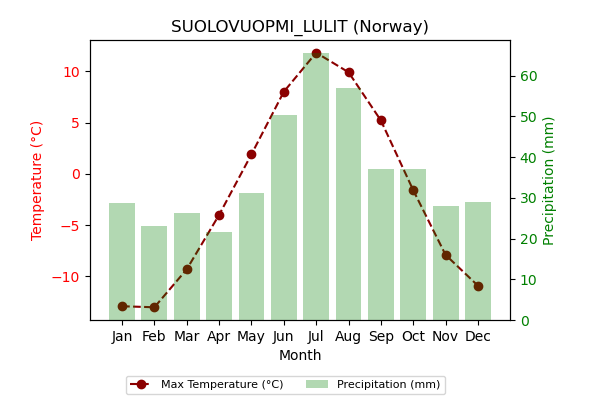 SUOLOVUOPMI_LULIT (Norway)
Temperature (°C)
10
5
0
−5
−10
60
50
40
30
20
10
0
Precipitation (mm)
Jan Feb Mar Apr May Jun Jul Aug Sep Oct Nov Dec
Month
Max Temperature (°C) Precipitation (mm)